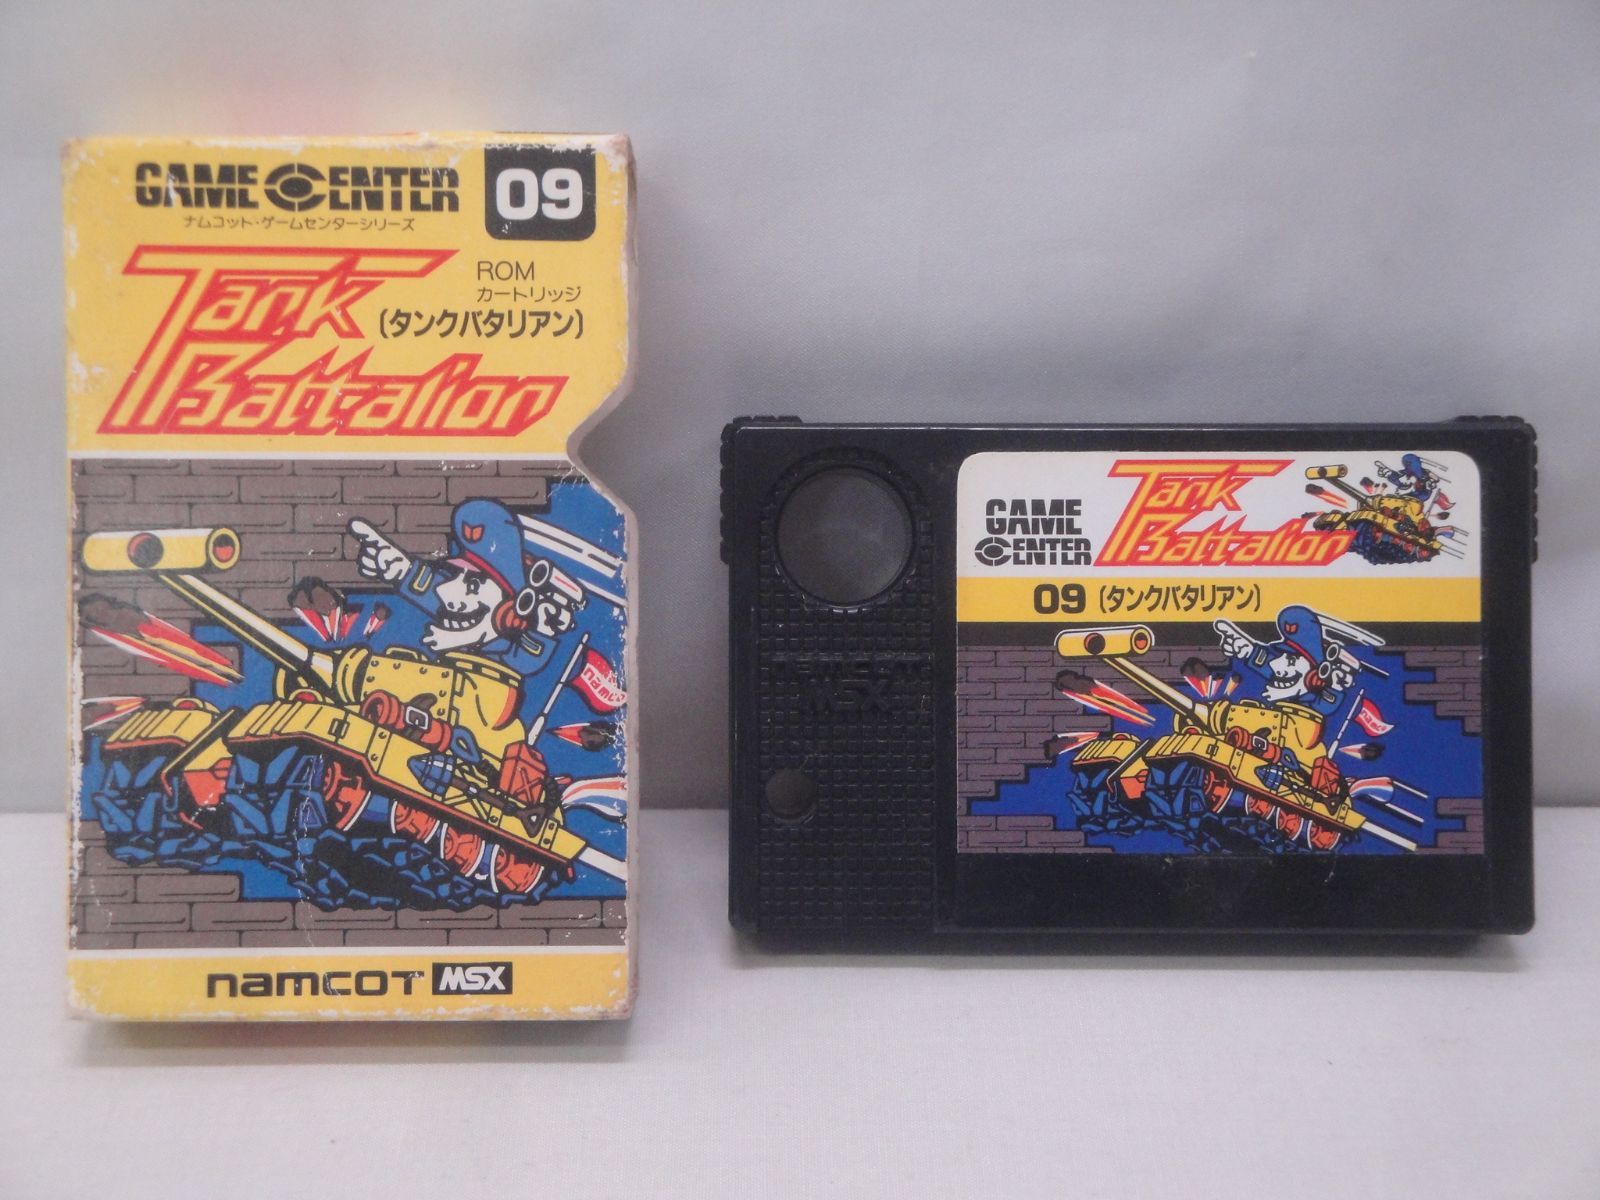 GAME CENTER
09
ナムコット・ゲームセンターシリーズ
Tank
Battalion
ROM
カートリッジ
(タンクバタリアン)
namco
namcot MSX
GAME
CENTER
Tank
Battalion
09 (タンクバタリアン)
namco
MSX